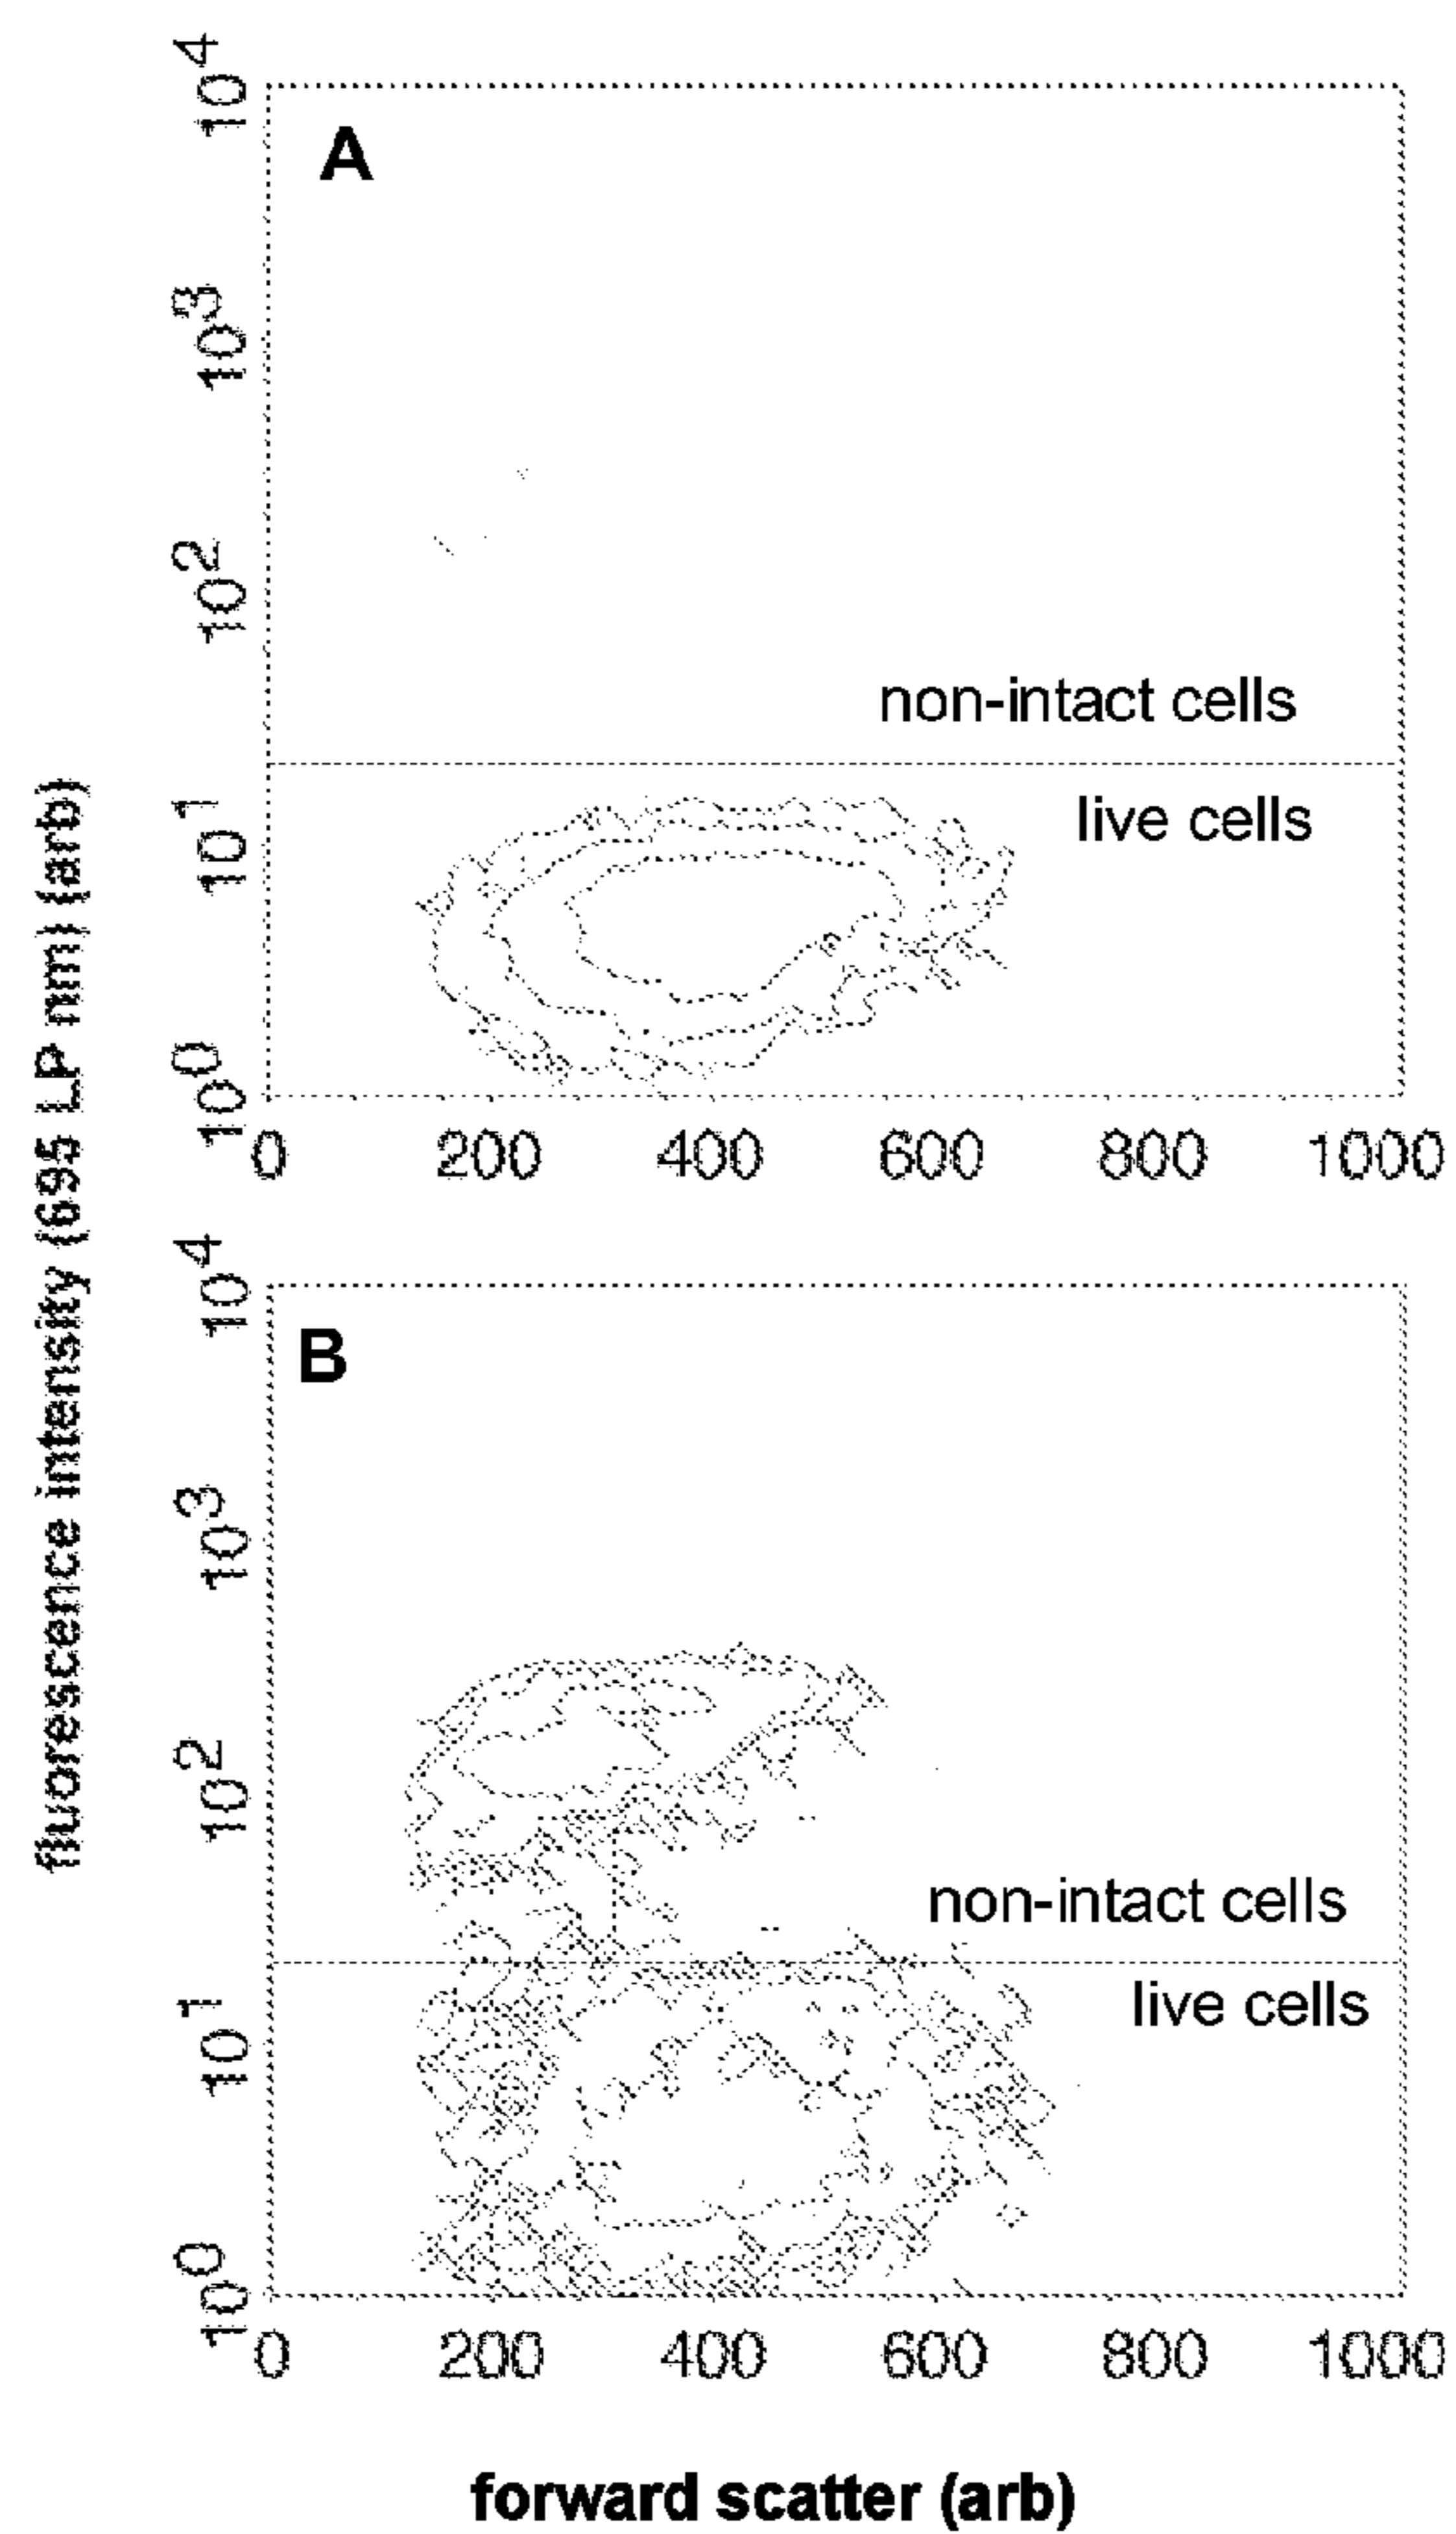 fluorescence intensity (695 LP nm) (arb)
10^4
A
10^3
10^2
non-intact cells
live cells
10^1
10^0
0 200 400 600 800 1000
10^4
B
10^3
10^2
non-intact cells
live cells
10^1
10^0
0 200 400 600 800 1000
forward scatter (arb)